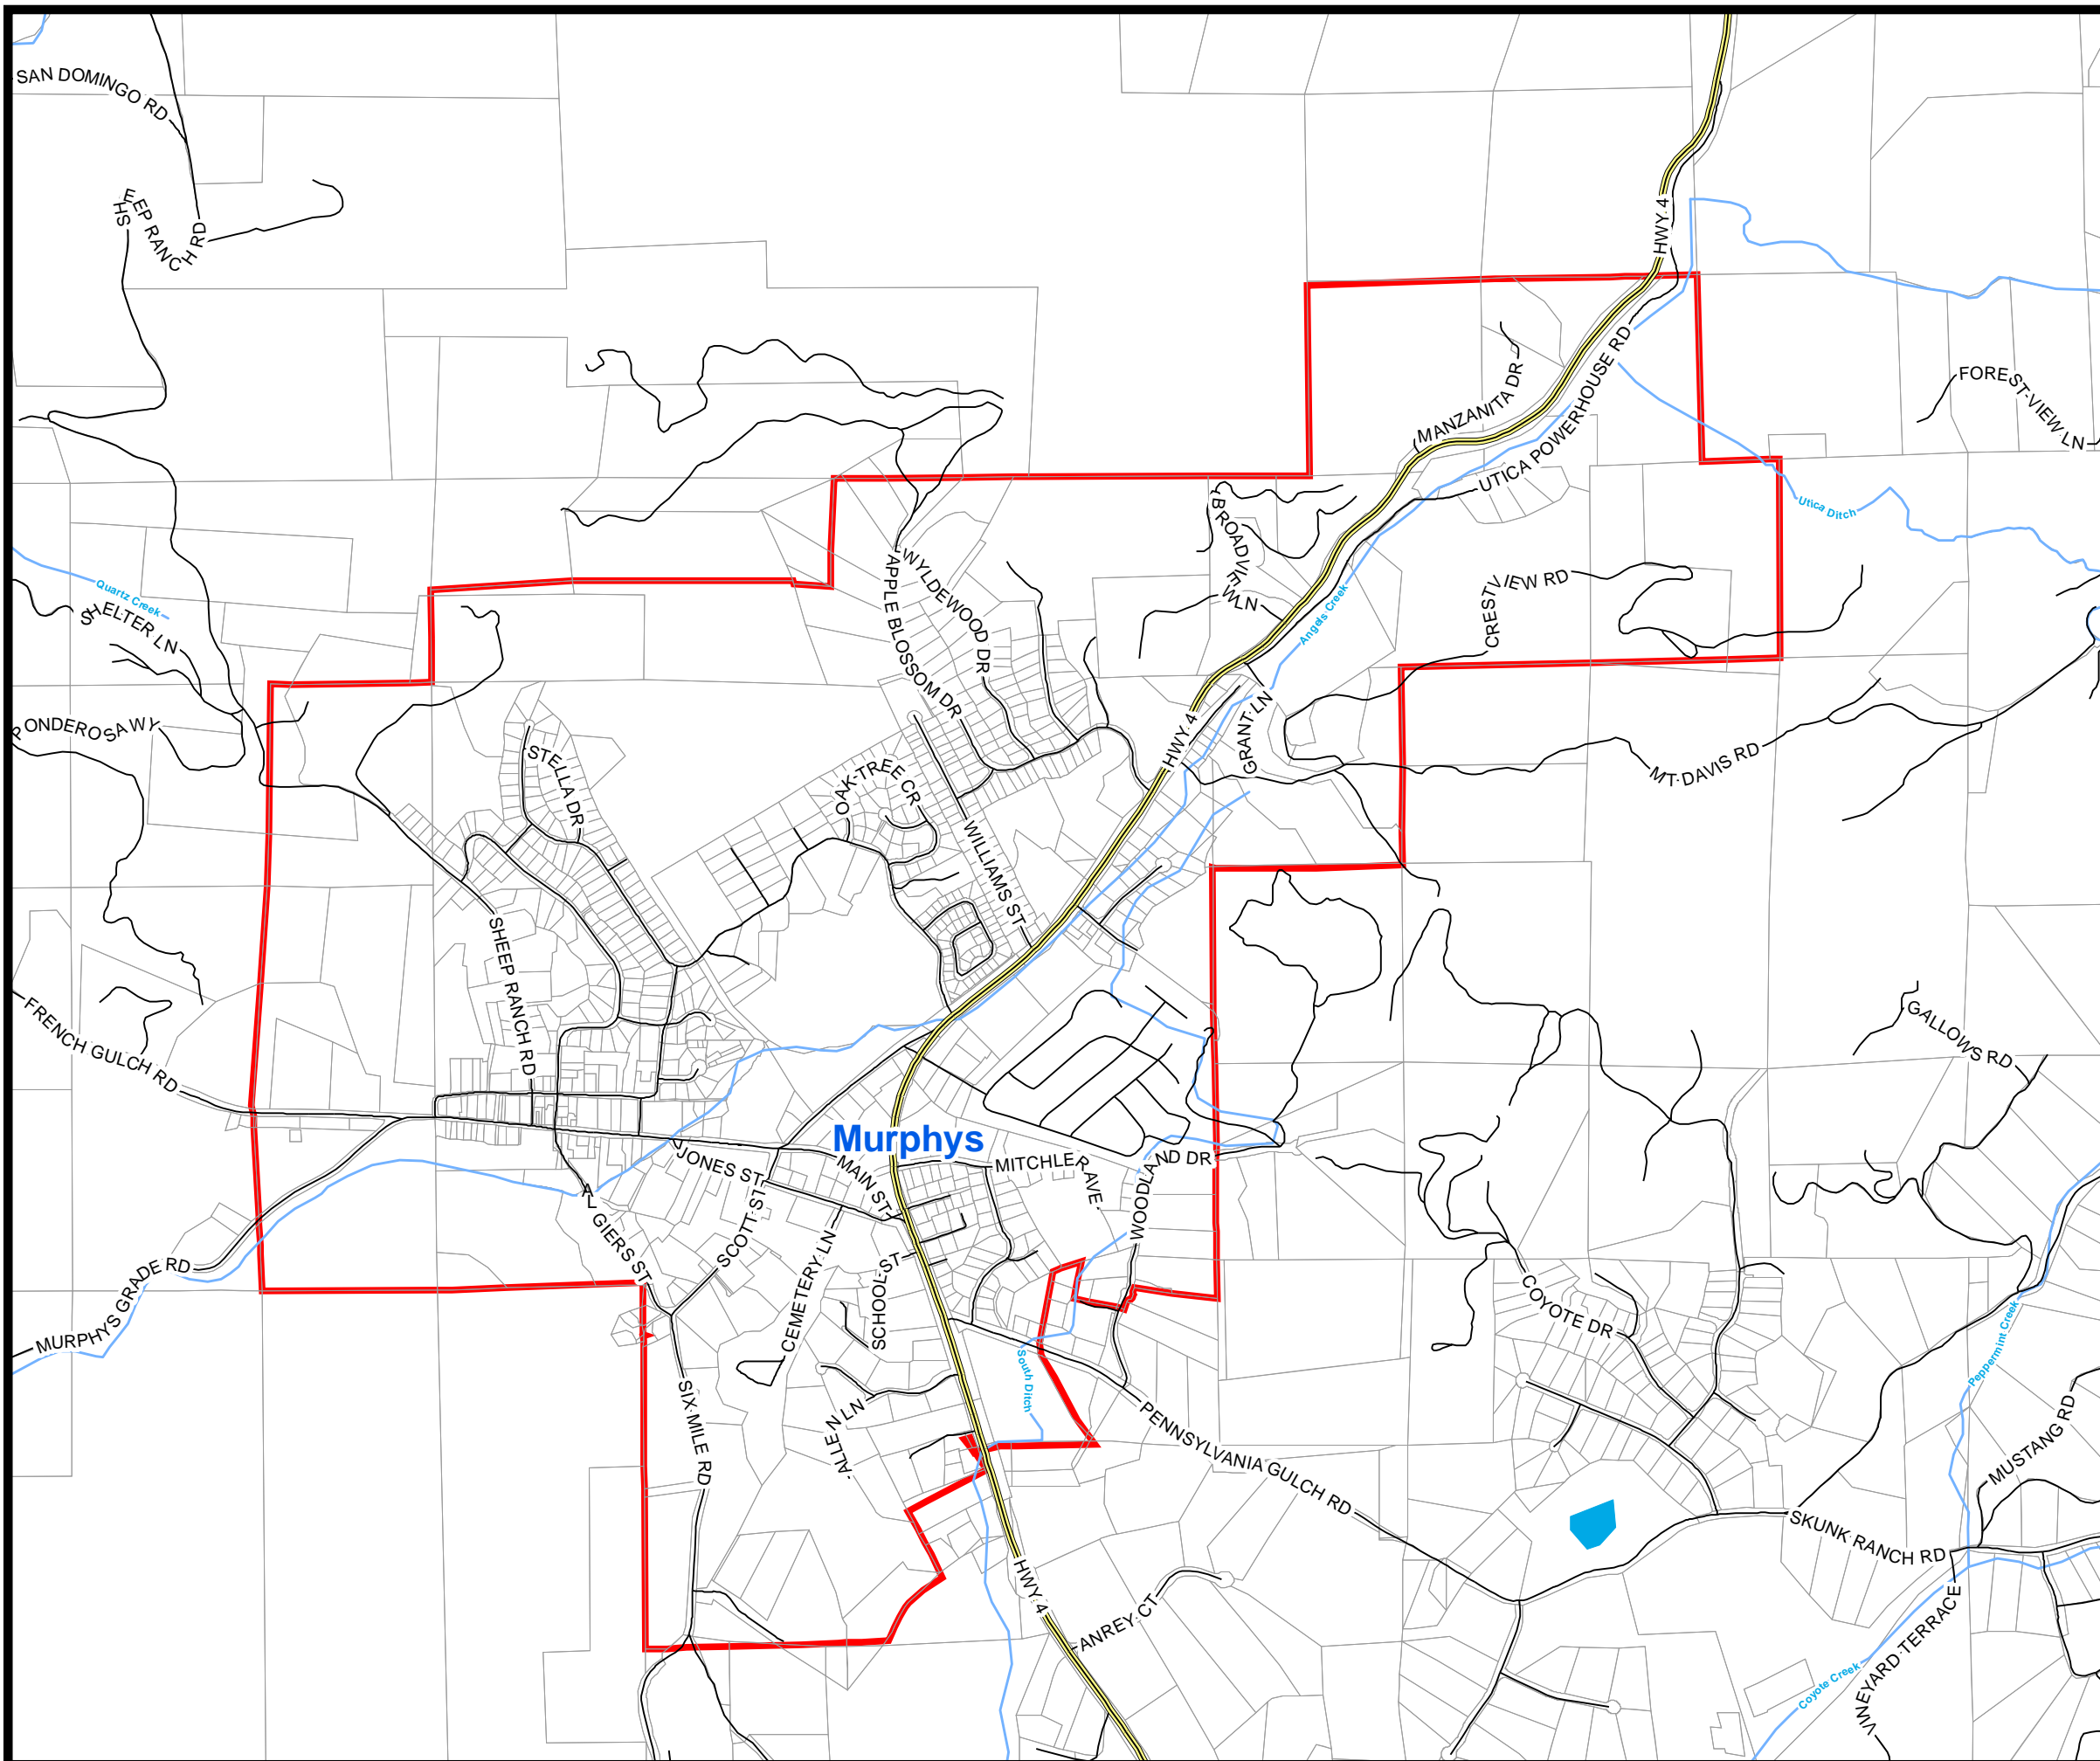 SAN DOMINGO RD
SHEEP RANCH RD
HWY 4
FOREST VIEW LN
MANZANITA DR
UTICA POWERHOUSE RD
Utica Ditch
BROADVIEW LN
Quartz Creek
SHELTER LN
WYLDEWOOD DR
APPLE BLOSSOM DR
Angels Creek
CRESTVIEW RD
PONDEROSA WY
STELLA DR
OAK TREE CR
HWY 4
GRANT LN
MT DAVIS RD
WILLIAMS ST
SHEEP RANCH RD
FRENCH GULCH RD
GALLOWS RD
Murphys
JONES ST
MAIN ST
MITCHLER AVE
WOODLAND DR
ALGIERS ST
SCOTT ST
CEMETERY LN
SCHOOL ST
MURPHYS GRADE RD
COYOTE DR
Peppermint Creek
South Ditch
SIX MILE RD
ALLEN LN
PENNSYLVANIA GULCH RD
MUSTANG RD
SKUNK RANCH RD
HWY 4
ANREY CT
VINEYARD TERRACE
Coyote Creek